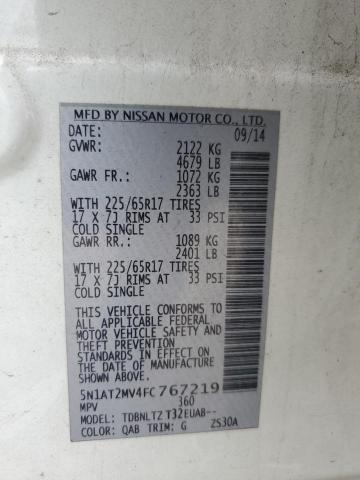 MFD BY NISSAN MOTOR CO., LTD.
DATE: 09/14
GVWR: 2122 KG
4679 LB
GAWR FR: 1072 KG
2363 LB
WITH 225/65R17 TIRES
17 X 7J RIMS AT 33 PSI
COLD SINGLE
GAWR RR: 1089 KG
2401 LB
WITH 225/65R17 TIRES
17 X 7J RIMS AT 33 PSI
COLD SINGLE
THIS VEHICLE CONFORMS TO
ALL APPLICABLE FEDERAL
MOTOR VEHICLE SAFETY AND
THEFT PREVENTION
STANDARDS IN EFFECT ON
THE DATE OF MANUFACTURE
SHOWN ABOVE.
5N1AT2MV4FC767219
MPV 360
MODEL: TDBNLTZ T32EUAB--
COLOR: QAB TRIM: G ZS30A